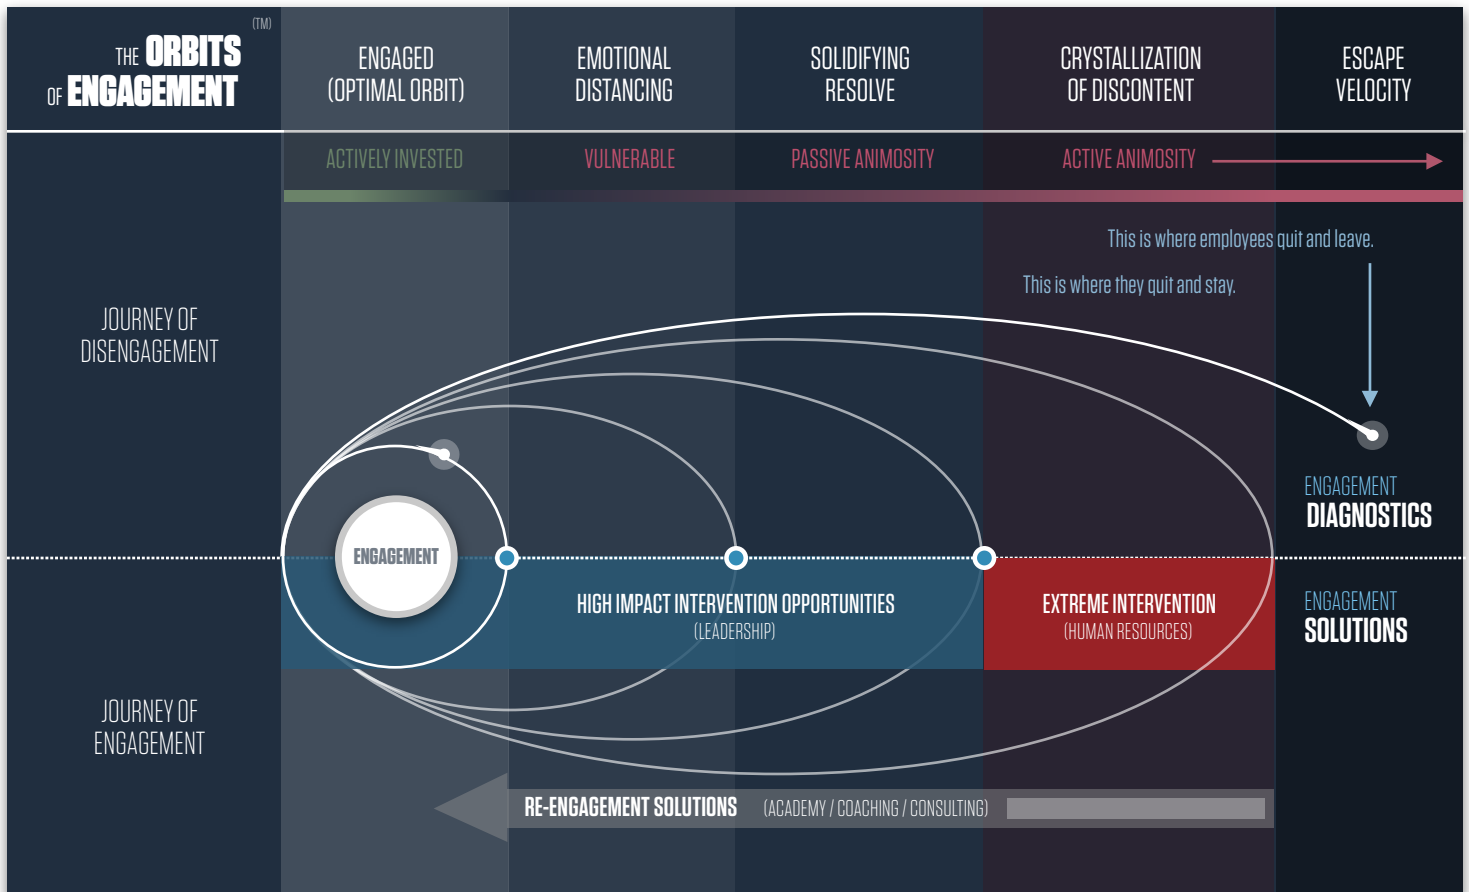 (TM)
THE ORBITS
OF ENGAGEMENT
ENGAGED
(OPTIMAL ORBIT)
EMOTIONAL
DISTANCING
SOLIDIFYING
RESOLVE
CRYSTALLIZATION
OF DISCONTENT
ESCAPE
VELOCITY
ACTIVELY INVESTED
VULNERABLE
PASSIVE ANIMOSITY
ACTIVE ANIMOSITY
This is where employees quit and leave.
This is where they quit and stay.
JOURNEY OF
DISENGAGEMENT
ENGAGEMENT
DIAGNOSTICS
ENGAGEMENT
HIGH IMPACT INTERVENTION OPPORTUNITIES
(LEADERSHIP)
EXTREME INTERVENTION
(HUMAN RESOURCES)
ENGAGEMENT
SOLUTIONS
JOURNEY OF
ENGAGEMENT
RE-ENGAGEMENT SOLUTIONS (ACADEMY / COACHING / CONSULTING)